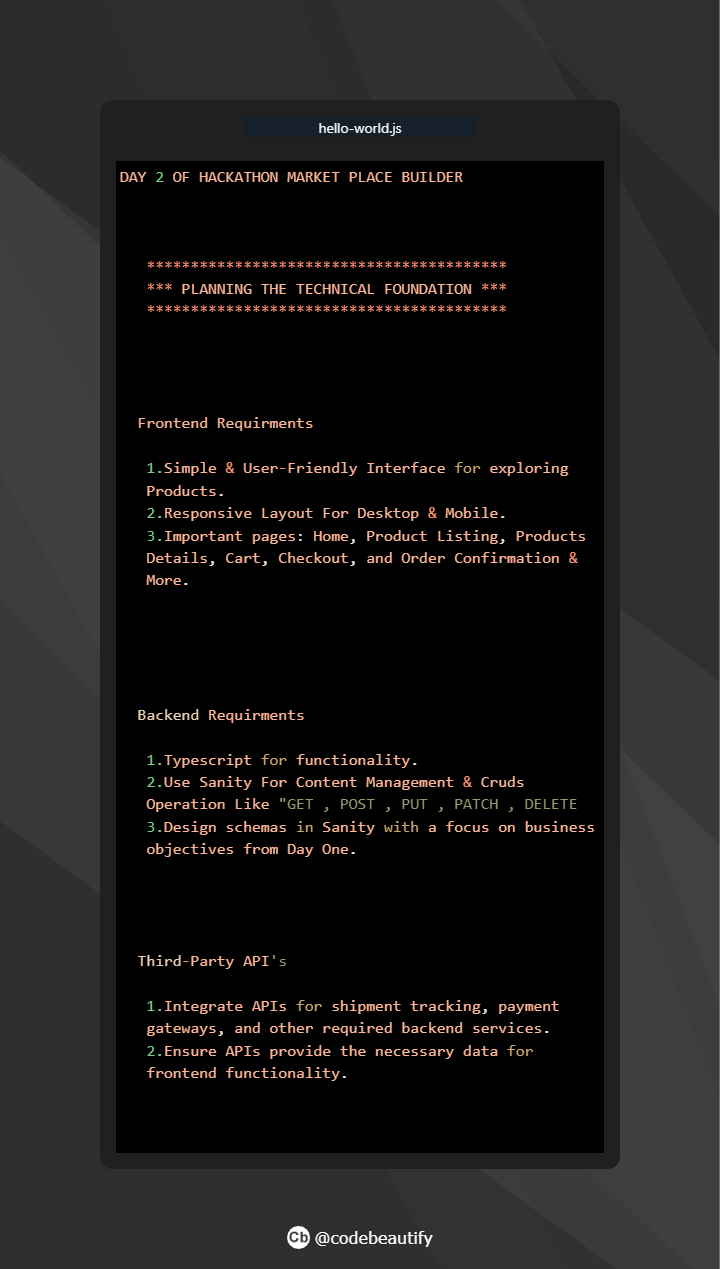 hello-world.js
DAY 2 OF HACKATHON MARKET PLACE BUILDER
*****************************************
*** PLANNING THE TECHNICAL FOUNDATION ***
*****************************************
Frontend Requirments
1.Simple & User-Friendly Interface for exploring
Products.
2.Responsive Layout For Desktop & Mobile.
3.Important pages: Home, Product Listing, Products
Details, Cart, Checkout, and Order Confirmation &
More.
Backend Requirments
1.Typescript for functionality.
2.Use Sanity For Content Management & Cruds
Operation Like "GET , POST , PUT , PATCH , DELETE
3.Design schemas in Sanity with a focus on business
objectives from Day One.
Third-Party API's
1.Integrate APIs for shipment tracking, payment
gateways, and other required backend services.
2.Ensure APIs provide the necessary data for
frontend functionality.
Cb @codebeautify